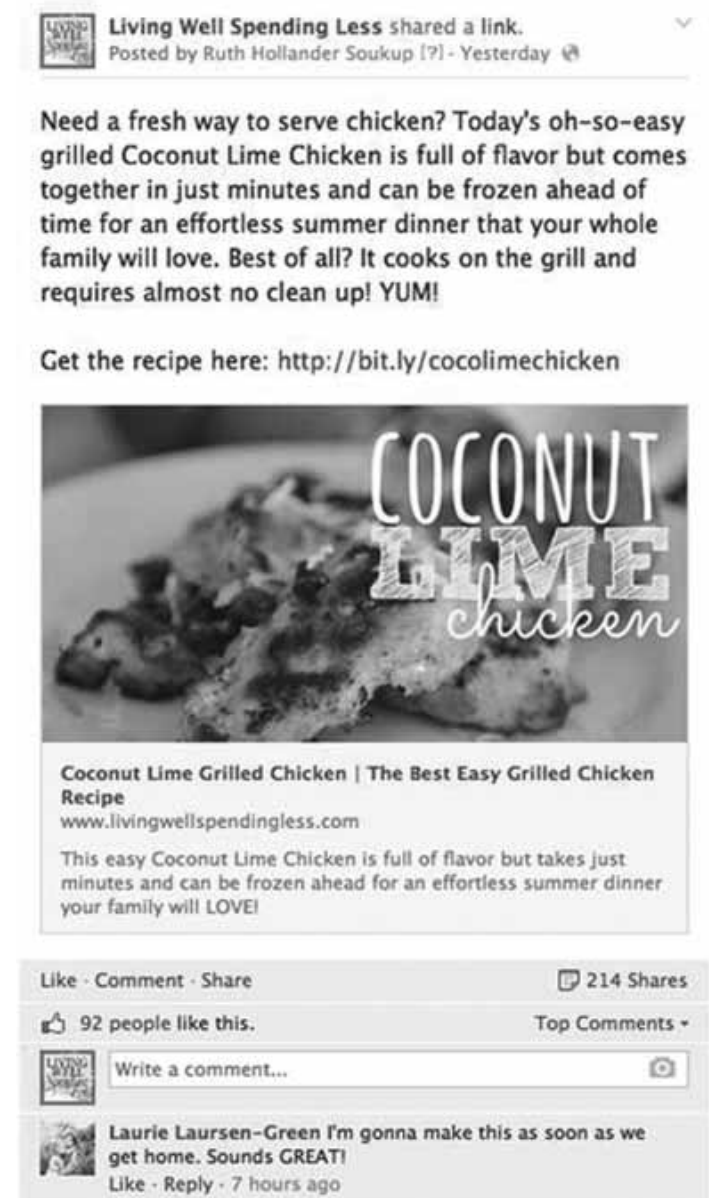 Living Well Spending Less shared a link.
Posted by Ruth Hollander Soukup [?] · Yesterday
Need a fresh way to serve chicken? Today's oh-so-easy
grilled Coconut Lime Chicken is full of flavor but comes
together in just minutes and can be frozen ahead of
time for an effortless summer dinner that your whole
family will love. Best of all? It cooks on the grill and
requires almost no clean up! YUM!
Get the recipe here: http://bit.ly/cocolimechicken
COCONUT
LIME
chicken
Coconut Lime Grilled Chicken | The Best Easy Grilled Chicken
Recipe
www.livingwellspendingless.com
This easy Coconut Lime Chicken is full of flavor but takes just
minutes and can be frozen ahead for an effortless summer dinner
your family will LOVE!
Like · Comment · Share 214 Shares
92 people like this. Top Comments
LIVING
WELL
Spending
Write a comment...
Laurie Laursen-Green I'm gonna make this as soon as we
get home. Sounds GREAT!
Like · Reply · 7 hours ago